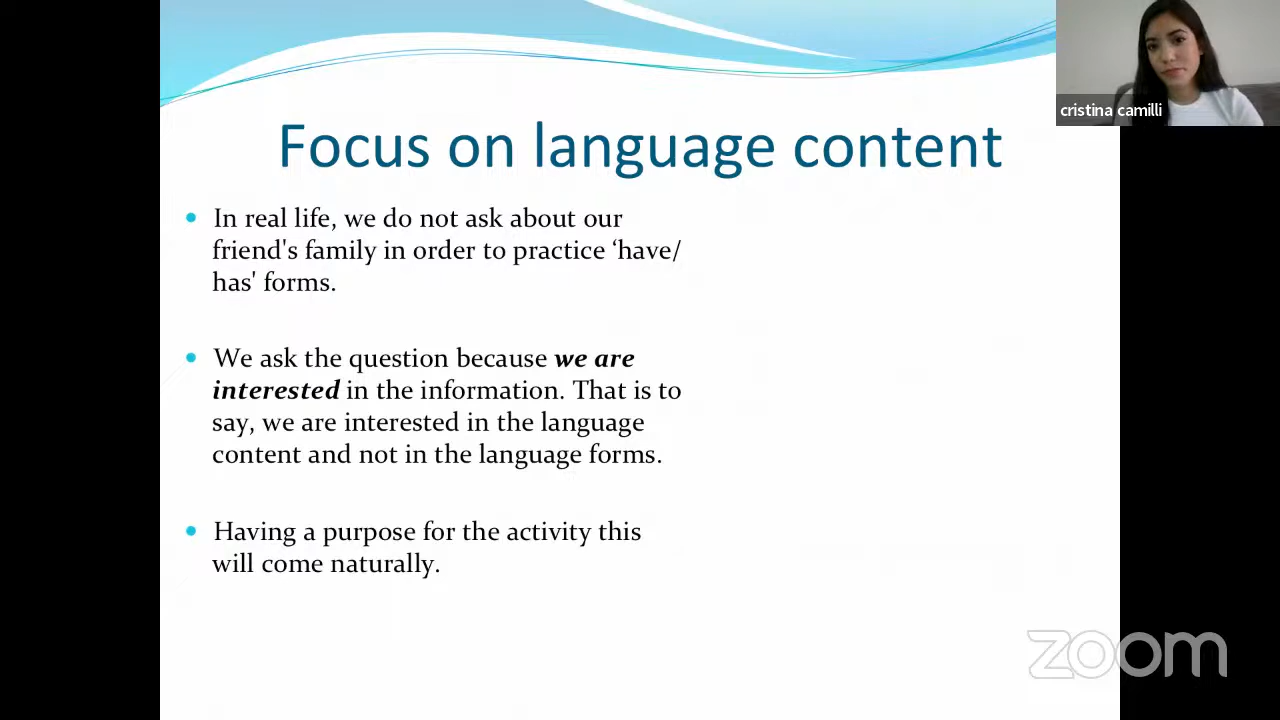 cristina camilli
Focus on language content
In real life, we do not ask about our
friend's family in order to practice ‘have/
has' forms.
We ask the question because we are
interested in the information. That is to
say, we are interested in the language
content and not in the language forms.
Having a purpose for the activity this
will come naturally.
zoom